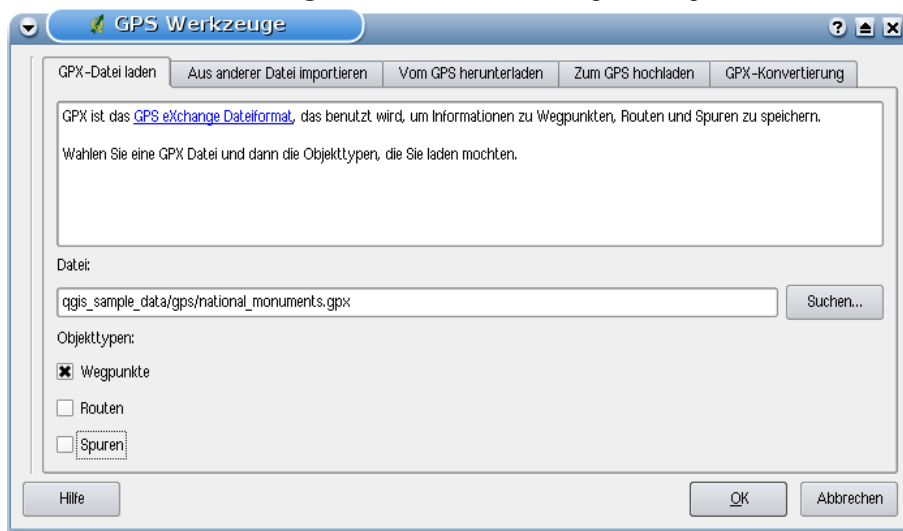 GPS Werkzeuge
GPX-Datei laden
Aus anderer Datei importieren
Vom GPS herunterladen
Zum GPS hochladen
GPX-Konvertierung
GPX ist das GPS eXchange Dateiformat, das benutzt wird, um Informationen zu Wegpunkten, Routen und Spuren zu speichern.
Wahlen Sie eine GPX Datei und dann die Objekttypen, die Sie laden mochten.
Datei:
qgis_sample_data/gps/national_monuments.gpx
Suchen...
Objekttypen:
Wegpunkte
Routen
Spuren
Hilfe
OK
Abbrechen